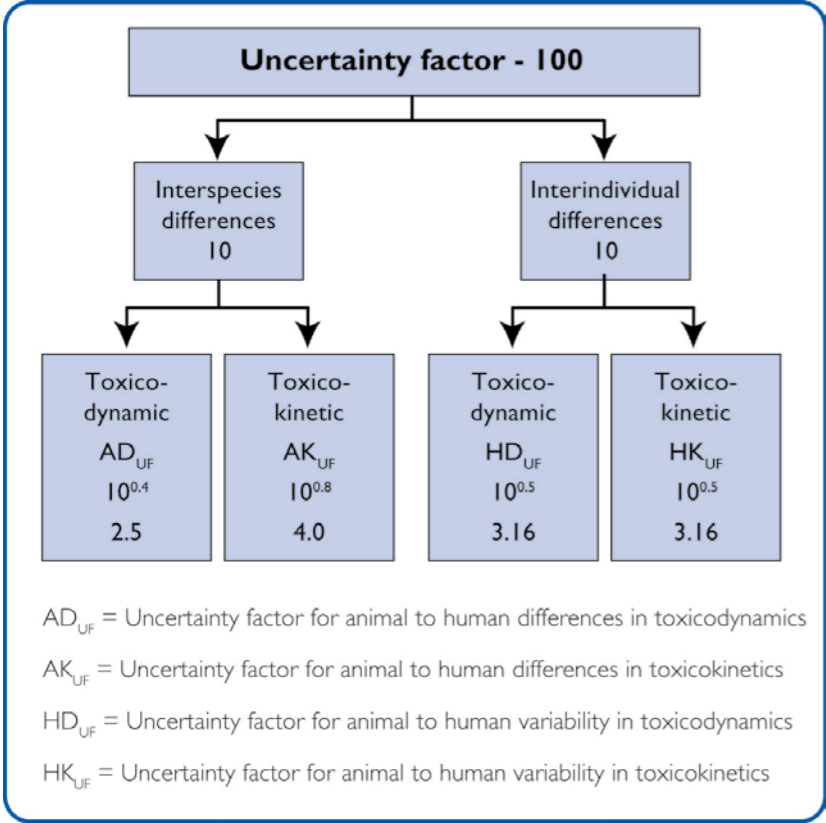 Uncertainty factor - 100
Interspecies
differences
10
Interindividual
differences
10
Toxico-
dynamic
AD_UF
10^0.4
2.5
Toxico-
kinetic
AK_UF
10^0.8
4.0
Toxico-
dynamic
HD_UF
10^0.5
3.16
Toxico-
kinetic
HK_UF
10^0.5
3.16
AD_UF = Uncertainty factor for animal to human differences in toxicodynamics
AK_UF = Uncertainty factor for animal to human differences in toxicokinetics
HD_UF = Uncertainty factor for animal to human variability in toxicodynamics
HK_UF = Uncertainty factor for animal to human variability in toxicokinetics